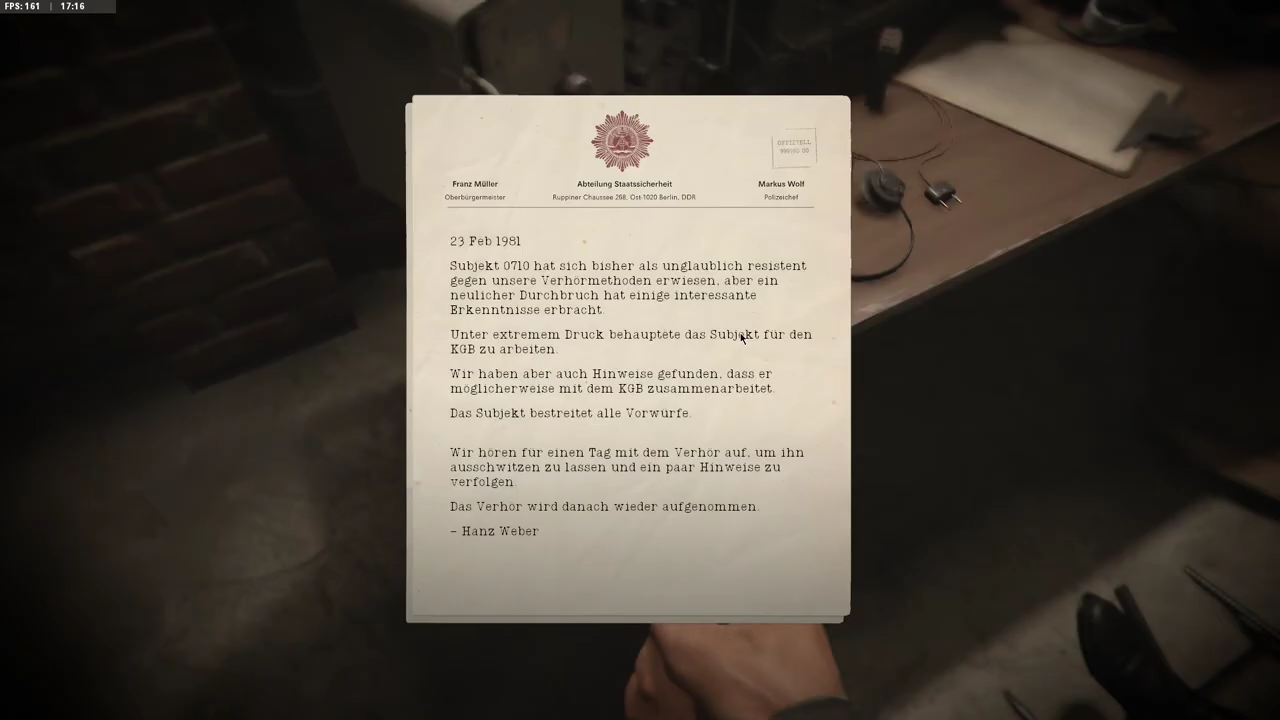 FPS: 161 | 17:16
OFFIZIELL
Franz Müller
Abteilung Staatssicherheit
Markus Wolf
Oberbürgermeister
Ruppiner Chaussee 268, Ost-1020 Berlin, DDR
Polizeichef
23 Feb 1981
Subjekt 0710 hat sich bisher als unglaublich resistent
gegen unsere Verhörmethoden erwiesen, aber ein
neulicher Durchbruch hat einige interessante
Erkenntnisse erbracht.
Unter extremem Druck behauptete das Subjekt für den
KGB zu arbeiten.
Wir haben aber auch Hinweise gefunden, dass er
möglicherweise mit dem KGB zusammenarbeitet.
Das Subjekt bestreitet alle Vorwürfe.
Wir hören für einen Tag mit dem Verhör auf, um ihn
ausschwitzen zu lassen und ein paar Hinweise zu
verfolgen.
Das Verhör wird danach wieder aufgenommen.
– Hanz Weber